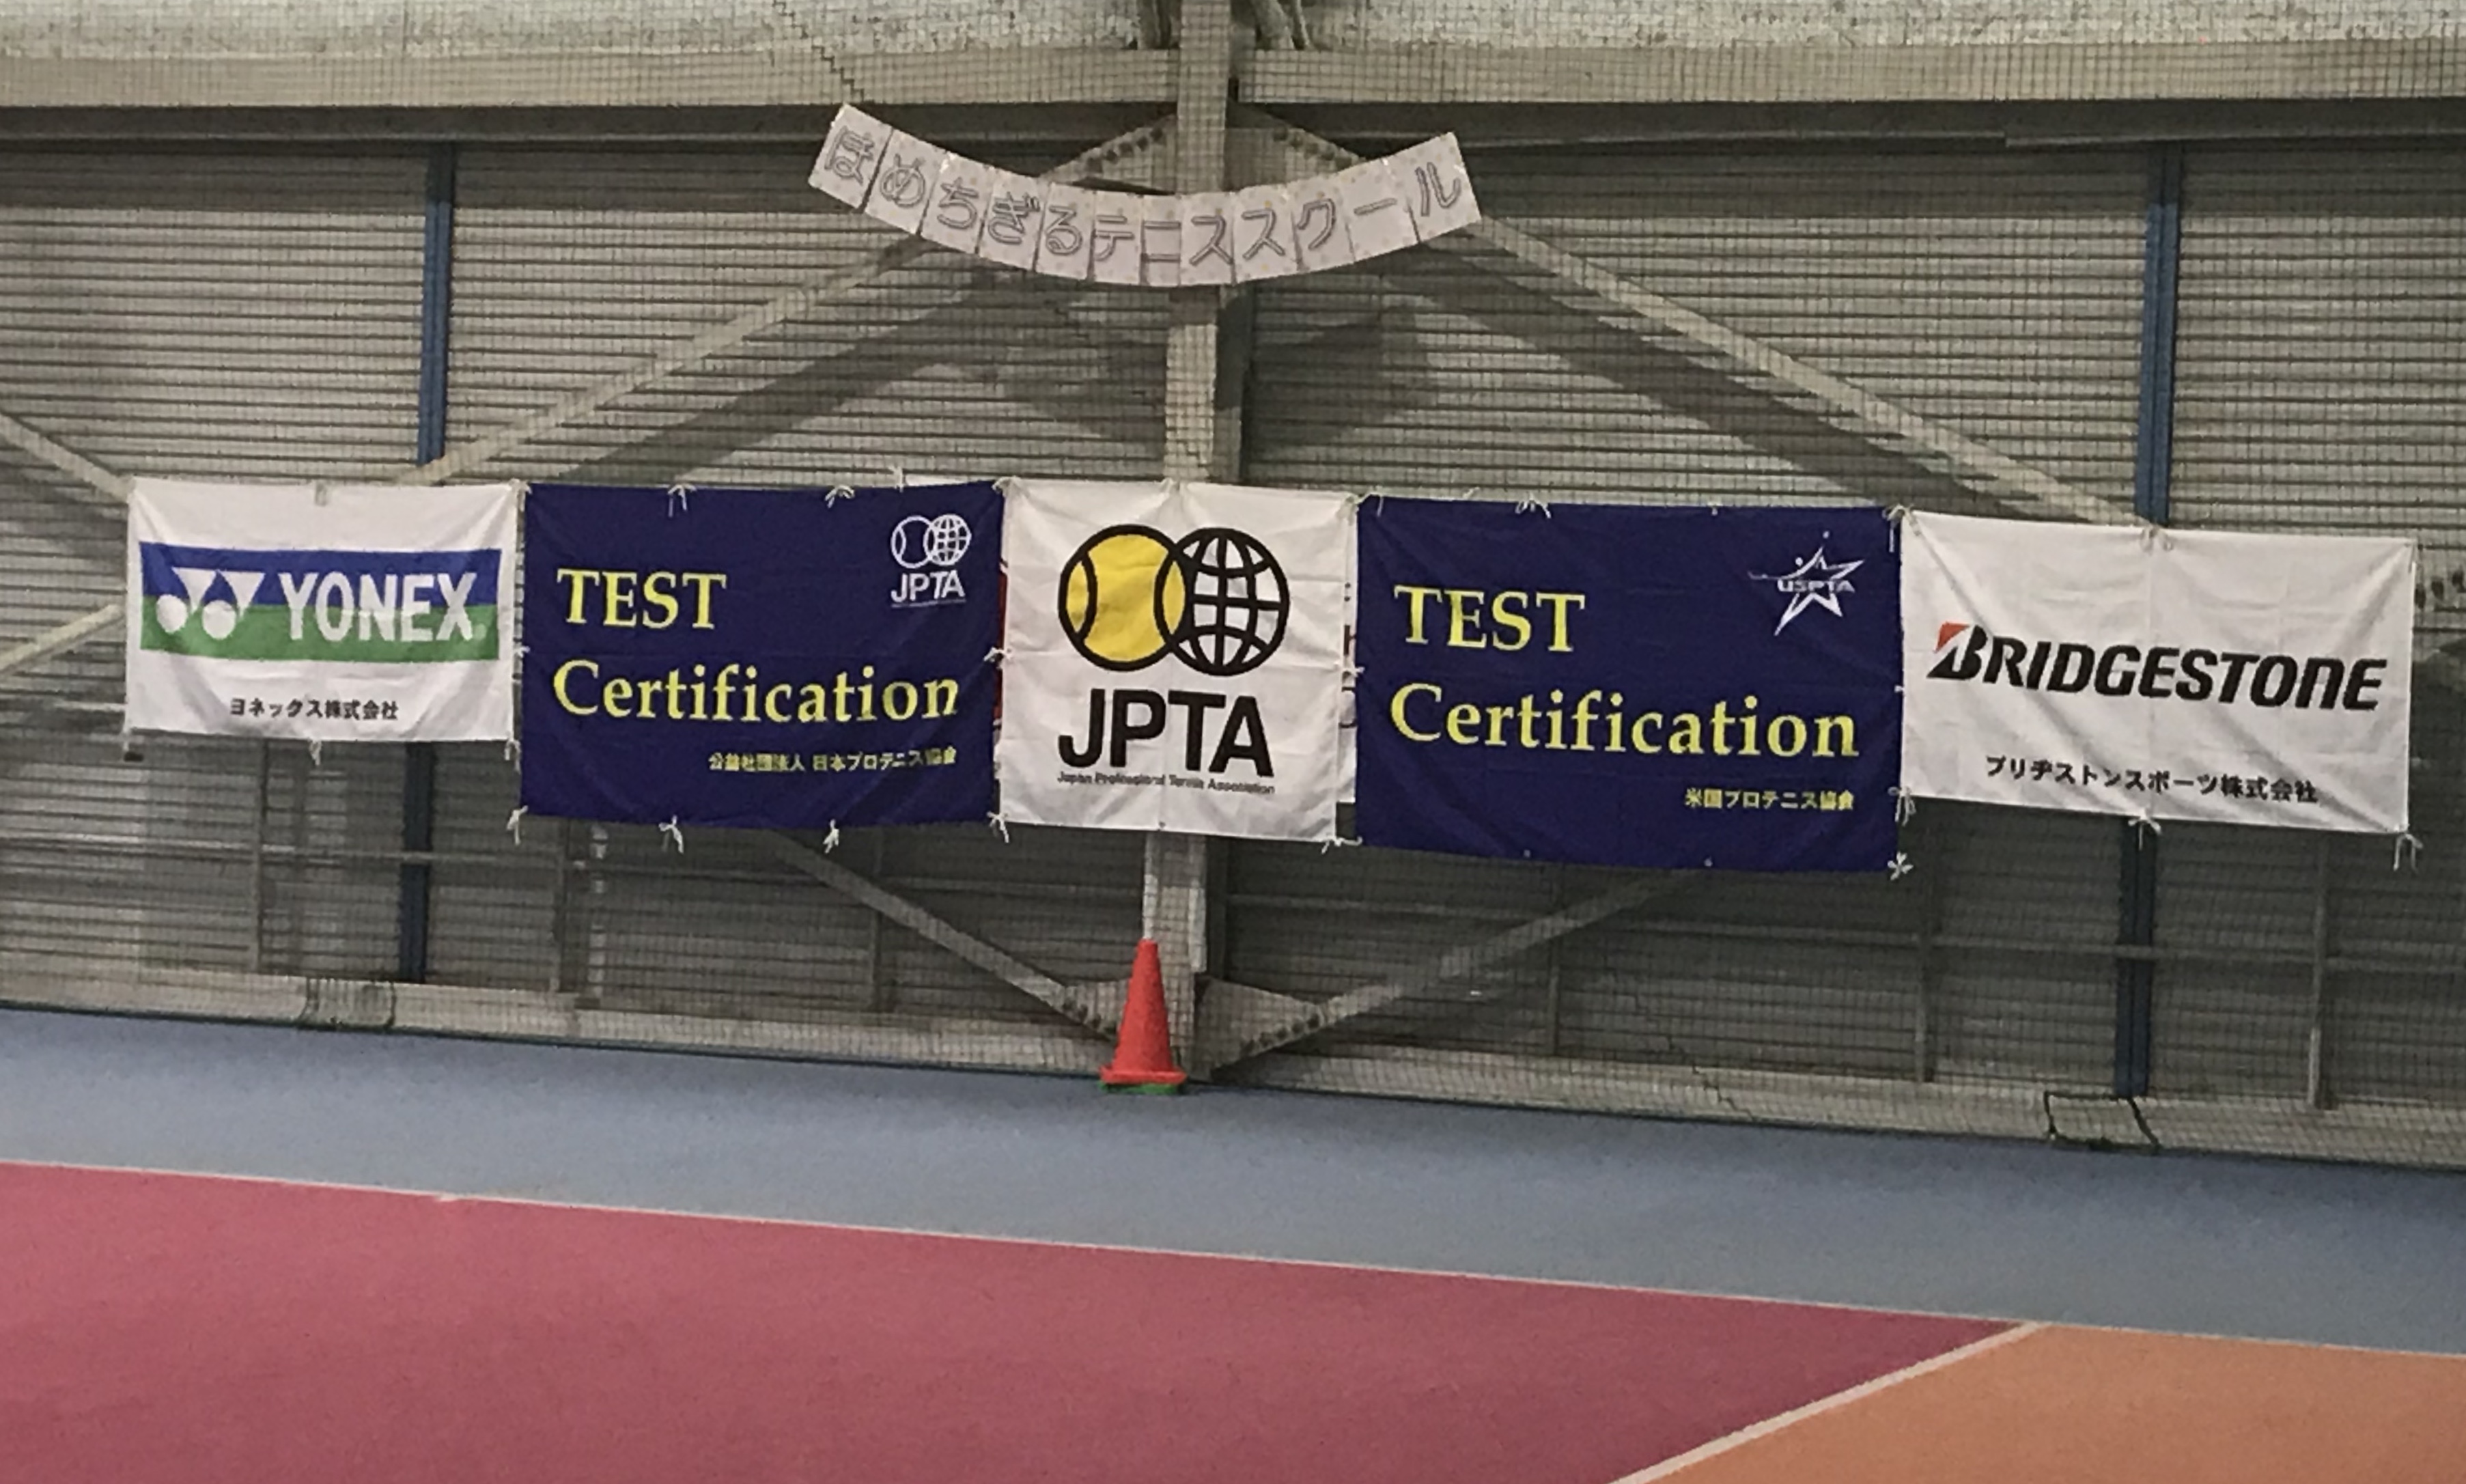 ほめちぎるテニススクール
YONEX
ヨネックス株式会社
JPTA
TEST
Certification
公益社団法人 日本プロテニス協会
JPTA
Japan Professional Tennis Association
USPTA
TEST
Certification
米国プロテニス協会
BRIDGESTONE
ブリヂストンスポーツ株式会社